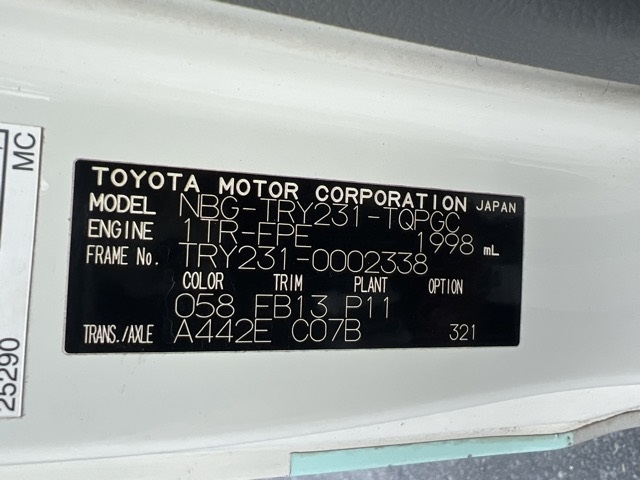 TOYOTA MOTOR CORPORATION JAPAN
MODEL NBG-TRY231-TQPGC
ENGINE 1TR-FPE 1998 mL
FRAME No. TRY231-0002338
COLOR TRIM PLANT OPTION
058 FB13 P11
TRANS./AXLE A442E C07B 321
MC
25290